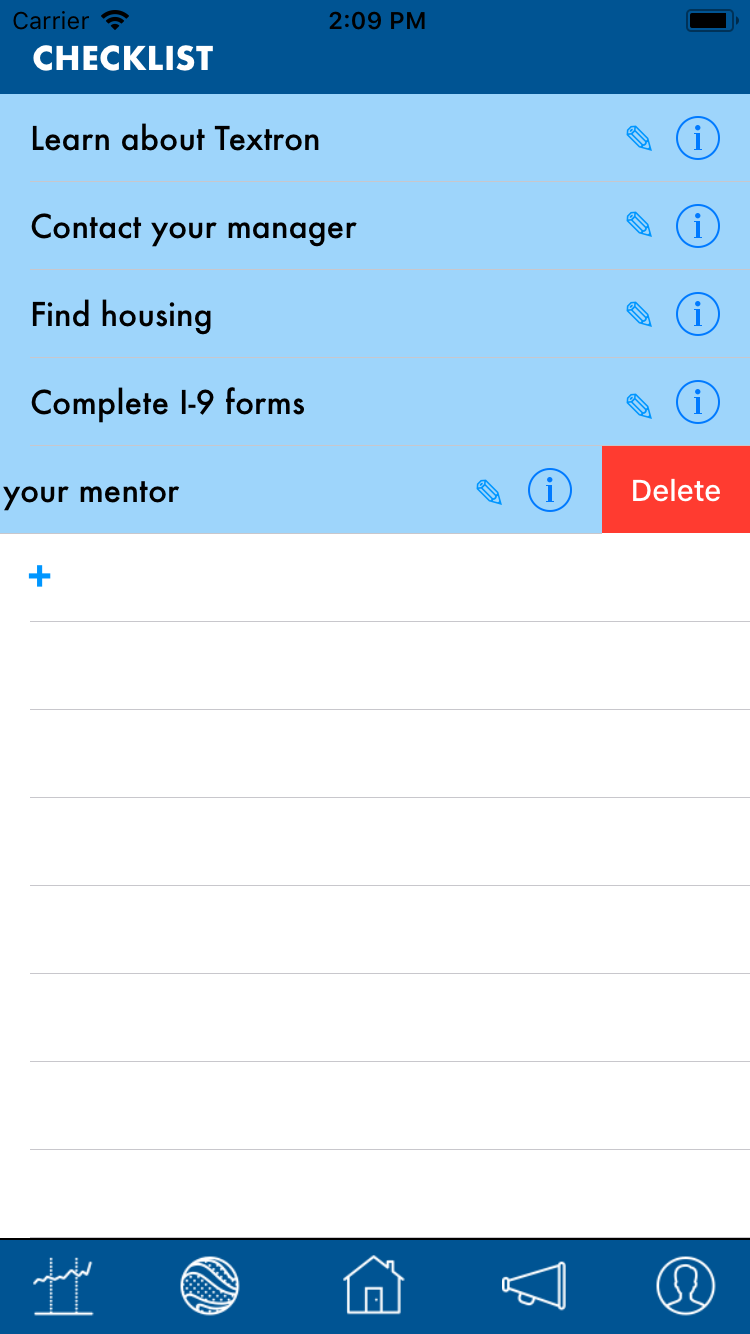 Carrier 2:09 PM
CHECKLIST
Learn about Textron
Contact your manager
Find housing
Complete I-9 forms
your mentor Delete
+